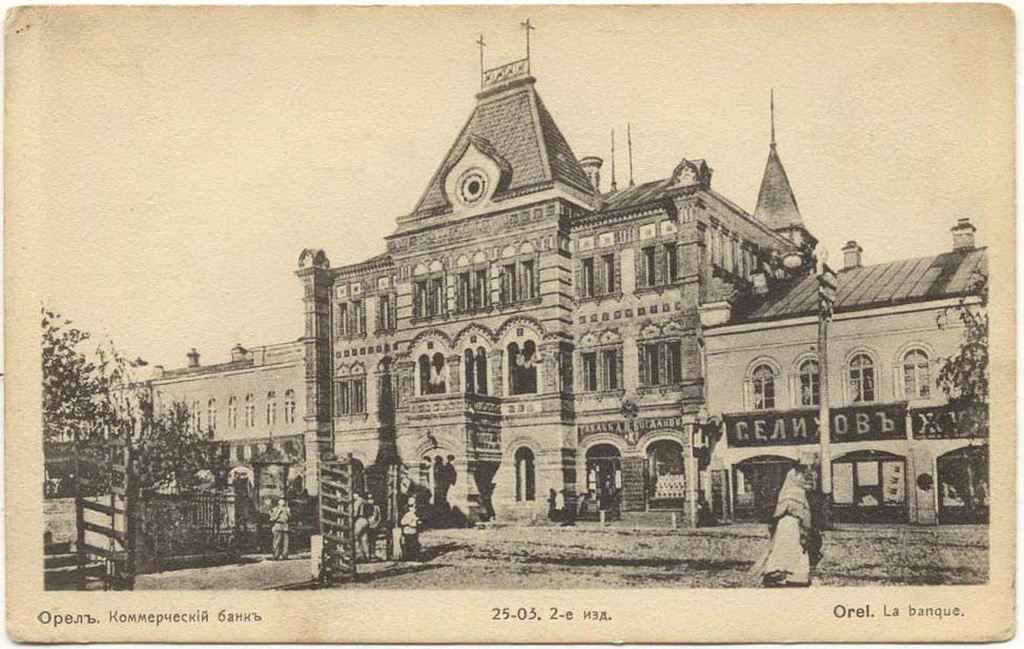 СЕЛИХОВЪ
Орелъ. Коммерческій банкъ
25-03. 2-е изд.
Orel. La banque.